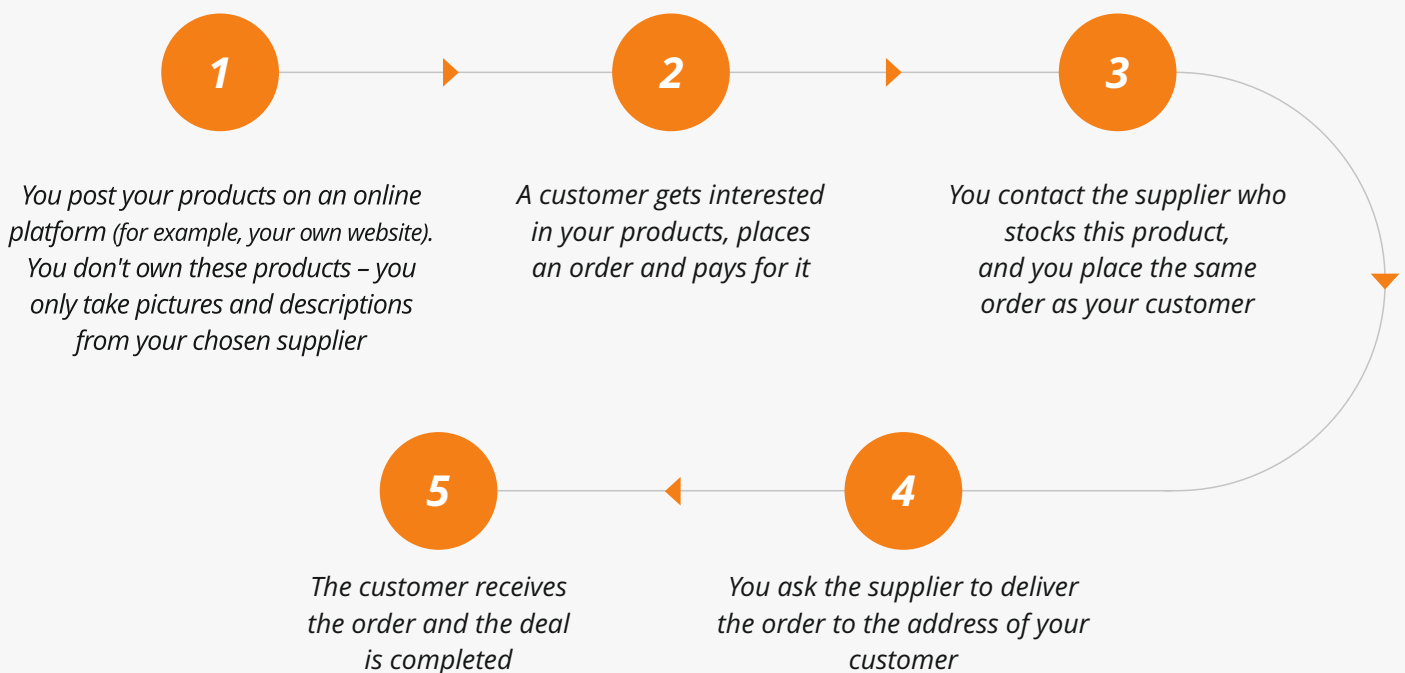 1
2
3
You post your products on an online
platform (for example, your own website).
You don't own these products – you
only take pictures and descriptions
from your chosen supplier
A customer gets interested
in your products, places
an order and pays for it
You contact the supplier who
stocks this product,
and you place the same
order as your customer
5
4
The customer receives
the order and the deal
is completed
You ask the supplier to deliver
the order to the address of your
customer